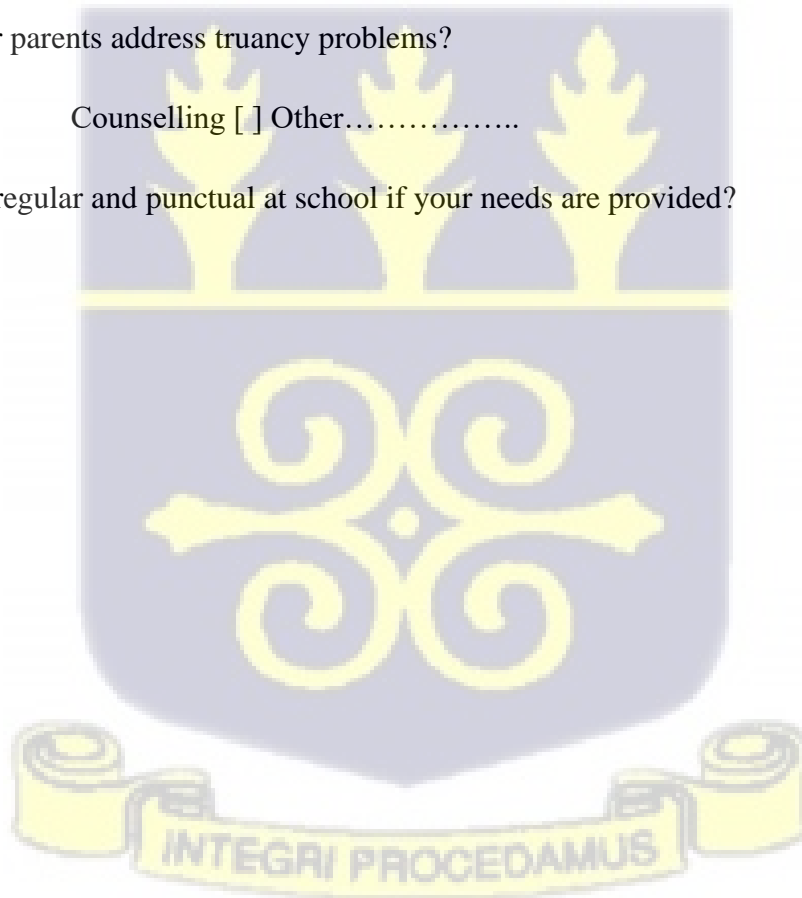 r parents address truancy problems?
Counselling [ ] Other……………..
regular and punctual at school if your needs are provided?
INTEGRI PROCEDAMUS